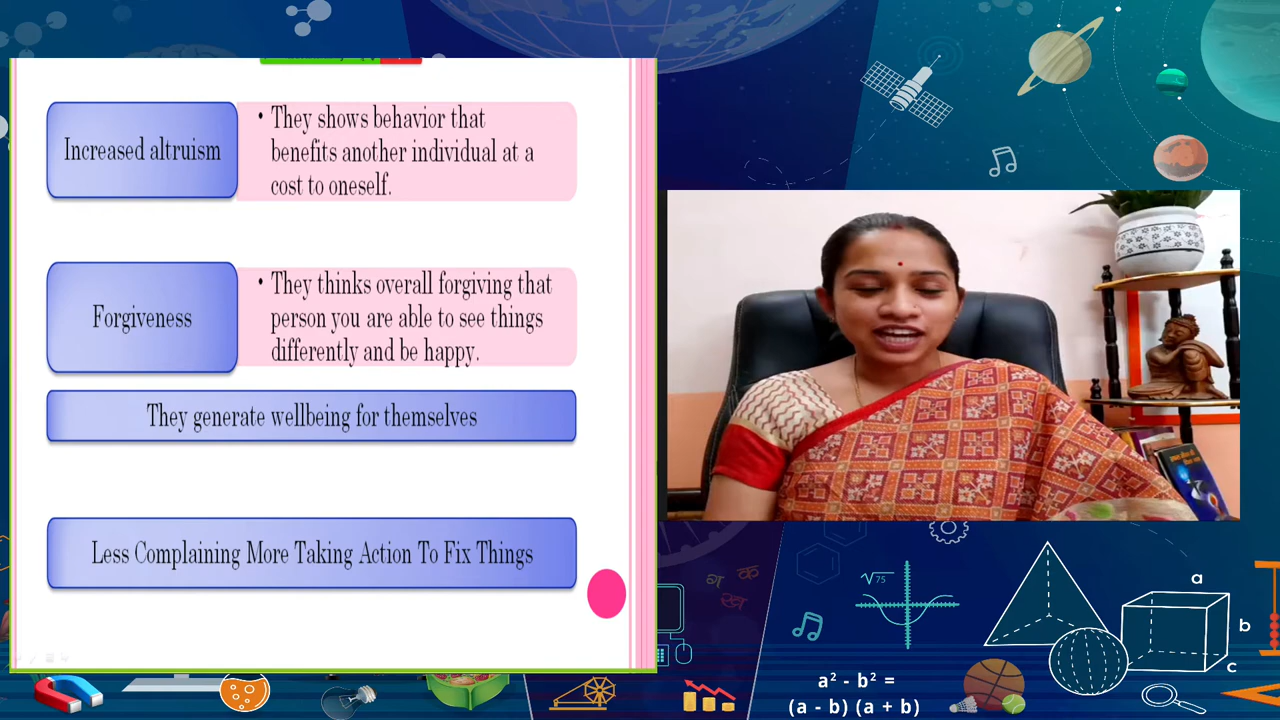 Increased altruism
• They shows behavior that
benefits another individual at a
cost to oneself.
Forgiveness
• They thinks overall forgiving that
person you are able to see things
differently and be happy.
They generate wellbeing for themselves
Less Complaining More Taking Action To Fix Things
ग क
ख
√75
a
b
c
a² - b² =
(a - b) (a + b)